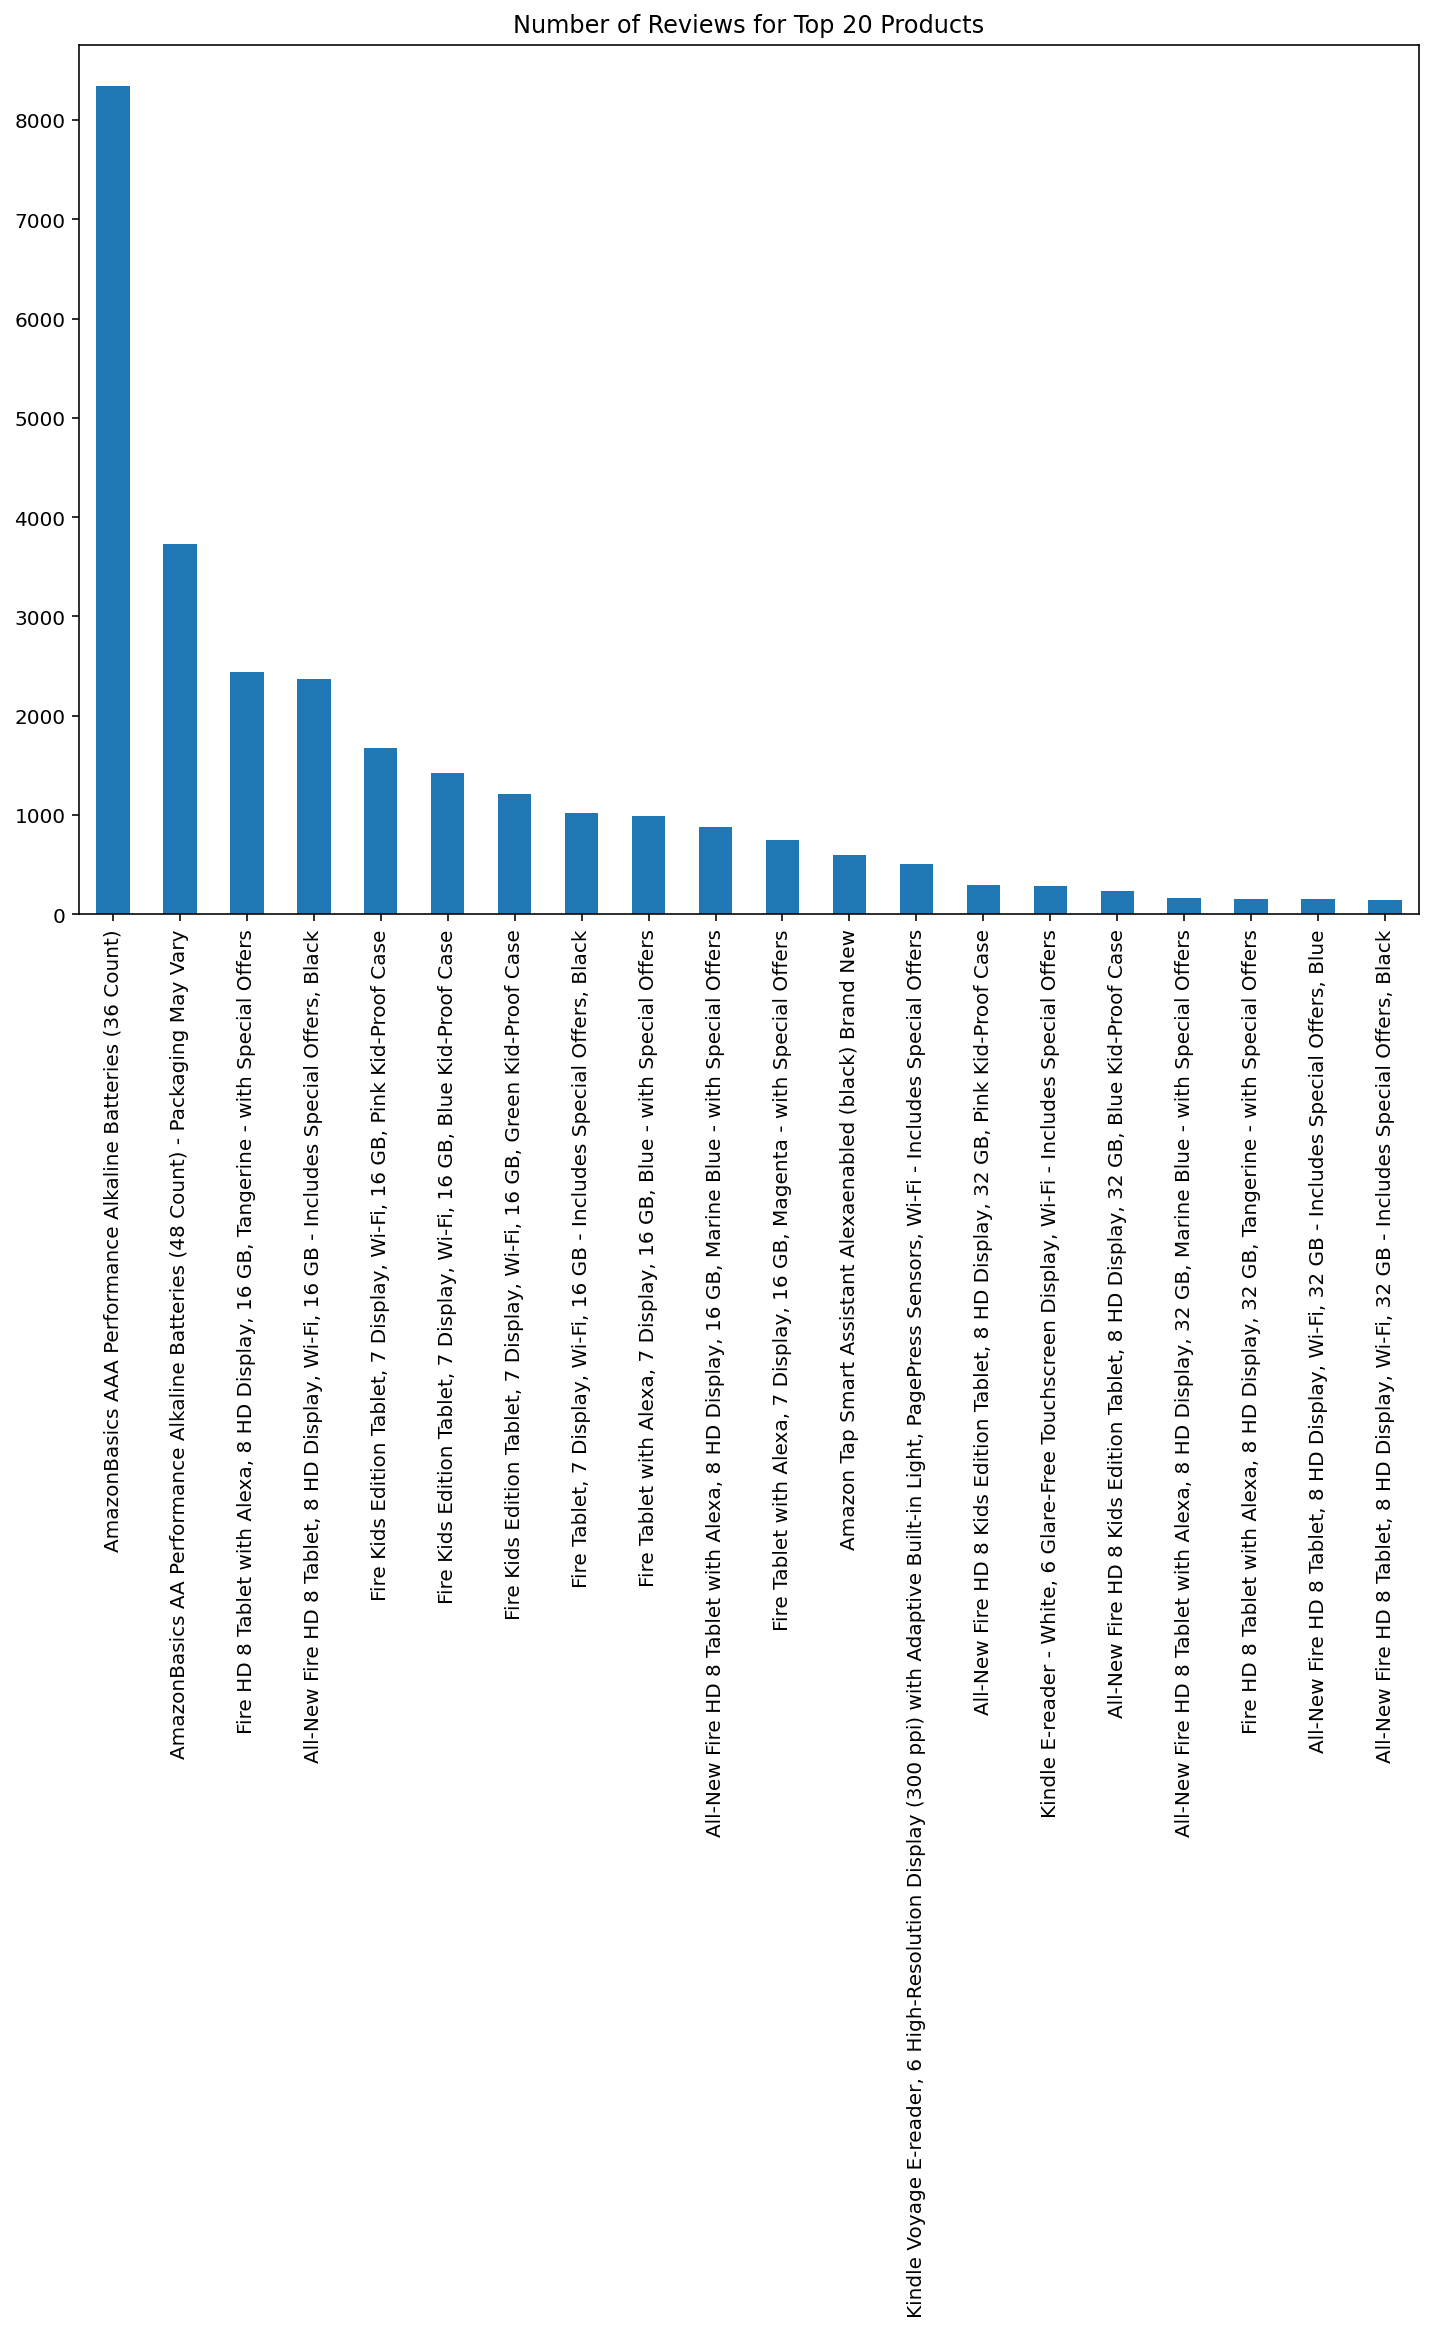 Number of Reviews for Top 20 Products
8000
7000
6000
5000
4000
3000
2000
1000
0
AmazonBasics AAA Performance Alkaline Batteries (36 Count)
AmazonBasics AA Performance Alkaline Batteries (48 Count) - Packaging May Vary
Fire HD 8 Tablet with Alexa, 8 HD Display, 16 GB, Tangerine - with Special Offers
All-New Fire HD 8 Tablet, 8 HD Display, Wi-Fi, 16 GB - Includes Special Offers, Black
Fire Kids Edition Tablet, 7 Display, Wi-Fi, 16 GB, Pink Kid-Proof Case
Fire Kids Edition Tablet, 7 Display, Wi-Fi, 16 GB, Blue Kid-Proof Case
Fire Kids Edition Tablet, 7 Display, Wi-Fi, 16 GB, Green Kid-Proof Case
Fire Tablet, 7 Display, Wi-Fi, 16 GB - Includes Special Offers, Black
Fire Tablet with Alexa, 7 Display, 16 GB, Blue - with Special Offers
All-New Fire HD 8 Tablet with Alexa, 8 HD Display, 16 GB, Marine Blue - with Special Offers
Fire Tablet with Alexa, 7 Display, 16 GB, Magenta - with Special Offers
Amazon Tap Smart Assistant Alexaenabled (black) Brand New
Kindle Voyage E-reader, 6 High-Resolution Display (300 ppi) with Adaptive Built-in Light, PagePress Sensors, Wi-Fi - Includes Special Offers
All-New Fire HD 8 Kids Edition Tablet, 8 HD Display, 32 GB, Pink Kid-Proof Case
Kindle E-reader - White, 6 Glare-Free Touchscreen Display, Wi-Fi - Includes Special Offers
All-New Fire HD 8 Kids Edition Tablet, 8 HD Display, 32 GB, Blue Kid-Proof Case
All-New Fire HD 8 Tablet with Alexa, 8 HD Display, 32 GB, Marine Blue - with Special Offers
Fire HD 8 Tablet with Alexa, 8 HD Display, 32 GB, Tangerine - with Special Offers
All-New Fire HD 8 Tablet, 8 HD Display, Wi-Fi, 32 GB - Includes Special Offers, Blue
All-New Fire HD 8 Tablet, 8 HD Display, Wi-Fi, 32 GB - Includes Special Offers, Black